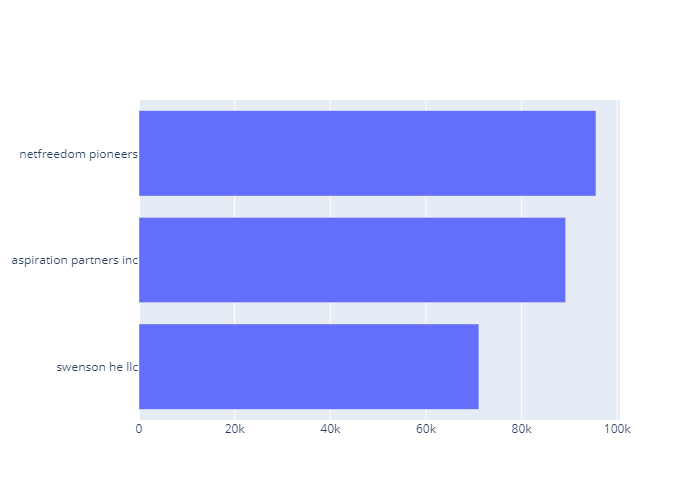 netfreedom pioneers
aspiration partners inc
swenson he llc
0 20k 40k 60k 80k 100k